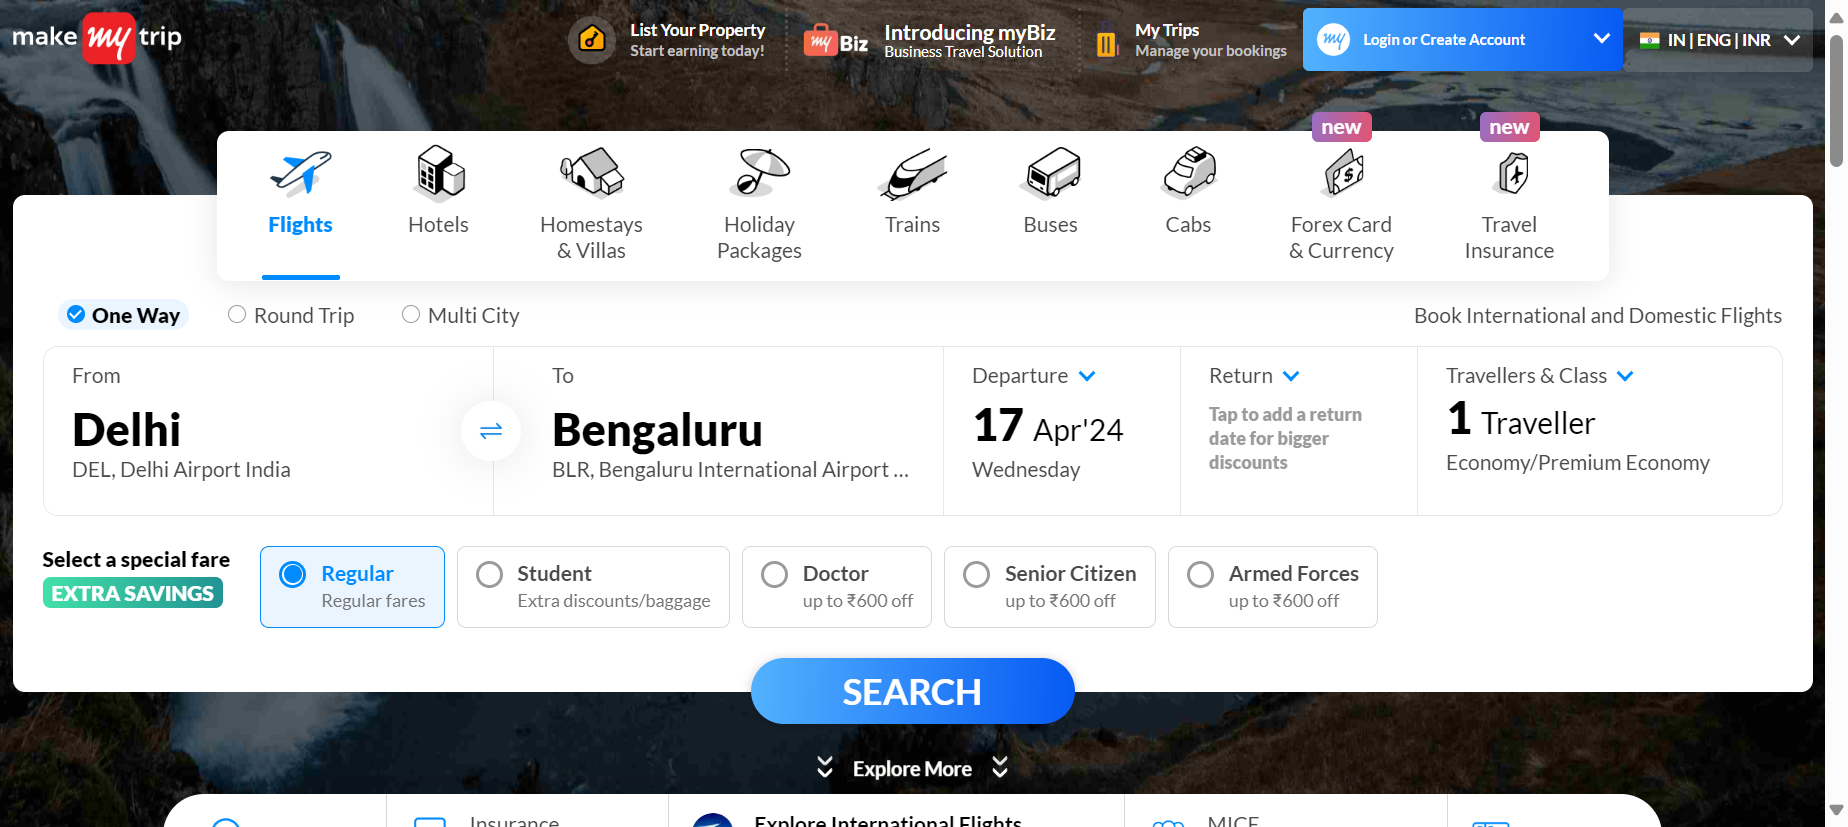 make my trip
List Your Property
Start earning today!
my Biz
Introducing myBiz
Business Travel Solution
My Trips
Manage your bookings
my
Login or Create Account
IN | ENG | INR
new
new
Flights
Hotels
Homestays
& Villas
Holiday
Packages
Trains
Buses
Cabs
Forex Card
& Currency
Travel
Insurance
One Way
Round Trip
Multi City
Book International and Domestic Flights
From
Delhi
DEL, Delhi Airport India
To
Bengaluru
BLR, Bengaluru International Airport ...
Departure
17 Apr'24
Wednesday
Return
Tap to add a return
date for bigger
discounts
Travellers & Class
1 Traveller
Economy/Premium Economy
Select a special fare
EXTRA SAVINGS
Regular
Regular fares
Student
Extra discounts/baggage
Doctor
up to ₹600 off
Senior Citizen
up to ₹600 off
Armed Forces
up to ₹600 off
SEARCH
Explore More
Insurance
Explore International Flights
MICE